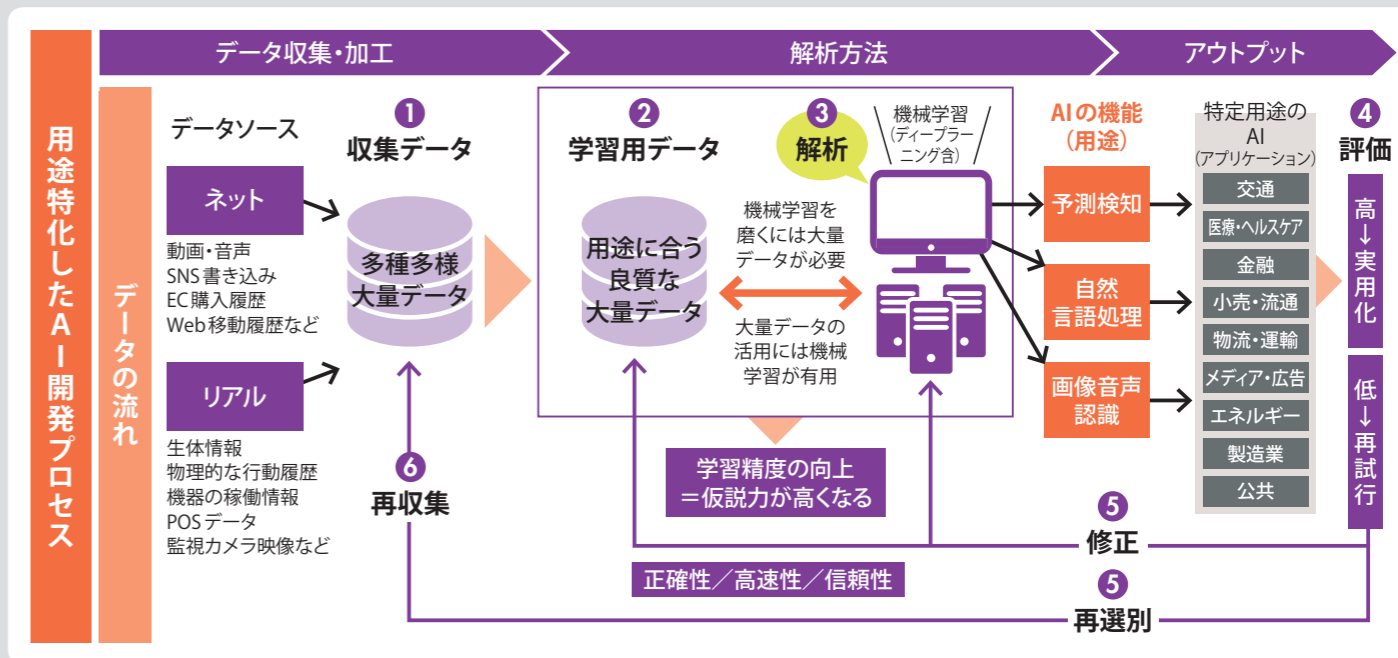 用途特化したAI開発プロセス
データの流れ
データ収集・加工
解析方法
アウトプット
データソース
ネット
動画・音声
SNS書き込み
EC購入履歴
Web移動履歴など
リアル
生体情報
物理的な行動履歴
機器の稼働情報
POSデータ
監視カメラ映像など
1
収集データ
多種多様
大量データ
6
再収集
2
学習用データ
用途に合う
良質な
大量データ
3
解析
機械学習
(ディープラー
ニング含)
機械学習を
磨くには大量
データが必要
大量データの
活用には機械
学習が有用
学習精度の向上
=仮説力が高くなる
正確性/高速性/信頼性
AIの機能
(用途)
予測検知
自然
言語処理
画像音声
認識
特定用途の
AI
(アプリケーション)
交通
医療・ヘルスケア
金融
小売・流通
物流・運輸
メディア・広告
エネルギー
製造業
公共
4
評価
高→実用化
低→再試行
5
修正
5
再選別